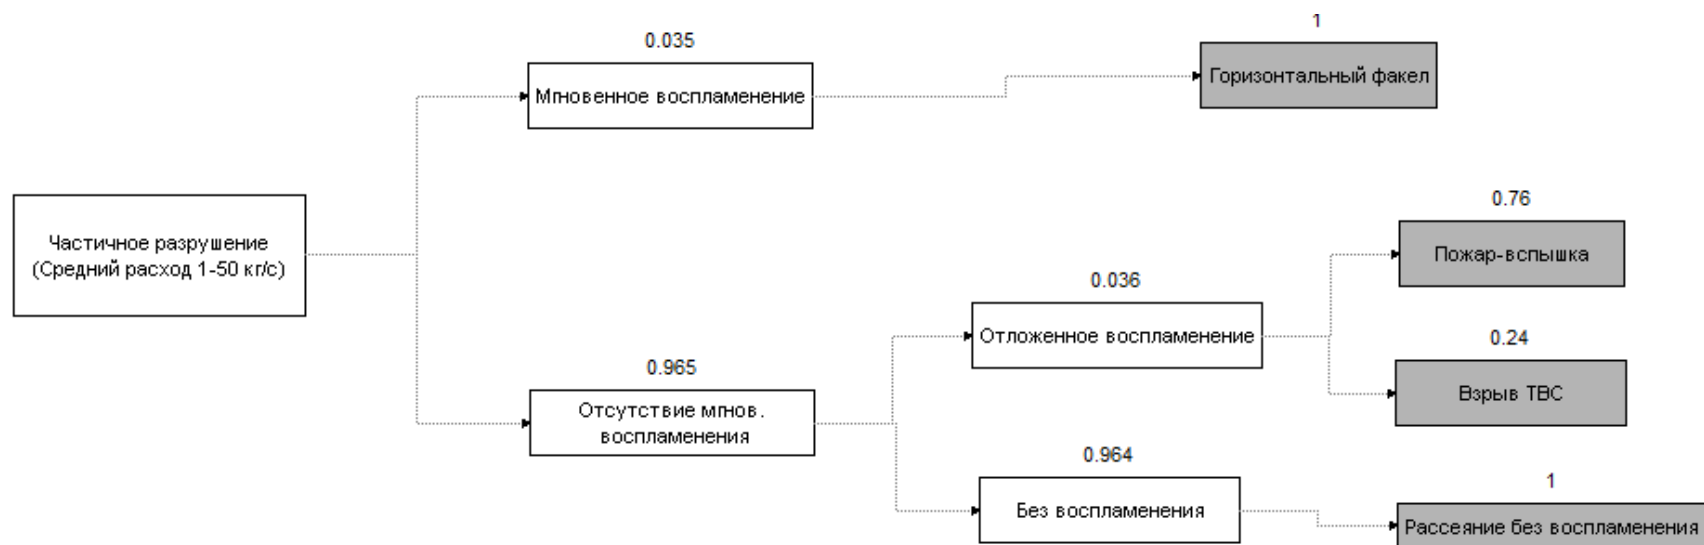 1
0.035
Мгновенное воспламенение
Горизонтальный факел
0.76
Частичное разрушение
(Средний расход 1-50 кг/с)
Пожар-вспышка
0.036
Отложенное воспламенение
0.24
0.965
Взрыв ТВС
Отсутствие мгнов.
воспламенения
0.964
1
Без воспламенения
Рассеяние без воспламенения